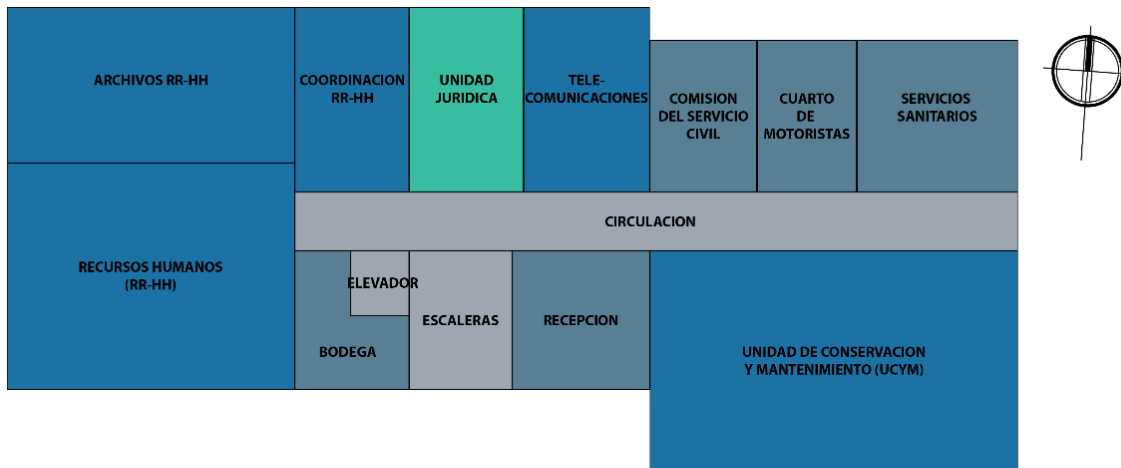 ARCHIVOS RR-HH
COORDINACION
RR-HH
UNIDAD
JURIDICA
TELE-
COMUNICACIONES
COMISION
DEL SERVICIO
CIVIL
CUARTO
DE
MOTORISTAS
SERVICIOS
SANITARIOS
CIRCULACION
RECURSOS HUMANOS
(RR-HH)
ELEVADOR
BODEGA
ESCALERAS
RECEPCION
UNIDAD DE CONSERVACION
Y MANTENIMIENTO (UCYM)